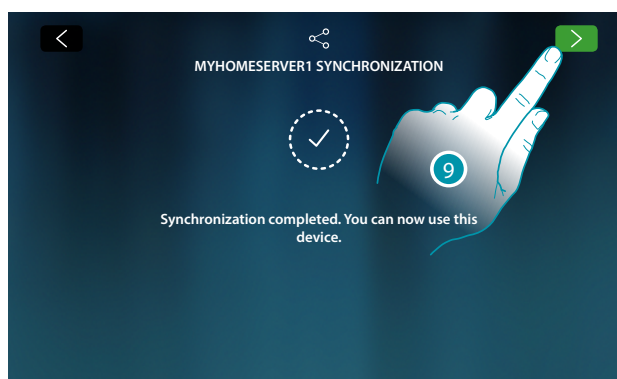 MYHOMESERVER1 SYNCHRONIZATION
9
Synchronization completed. You can now use this
device.